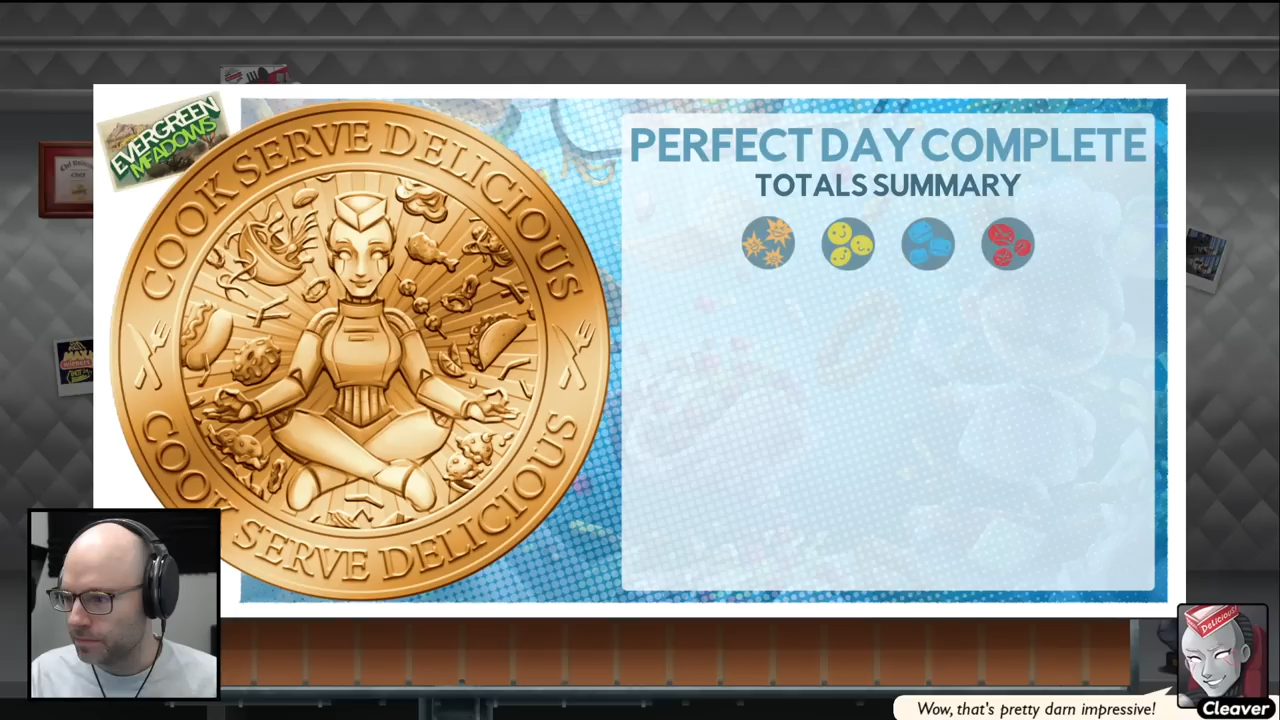 EVERGREEN
MEADOWS
COOK SERVE DELICIOUS
COOK SERVE DELICIOUS
PERFECT DAY COMPLETE
TOTALS SUMMARY
DELICIOUS!
Wow, that's pretty darn impressive!
Cleaver